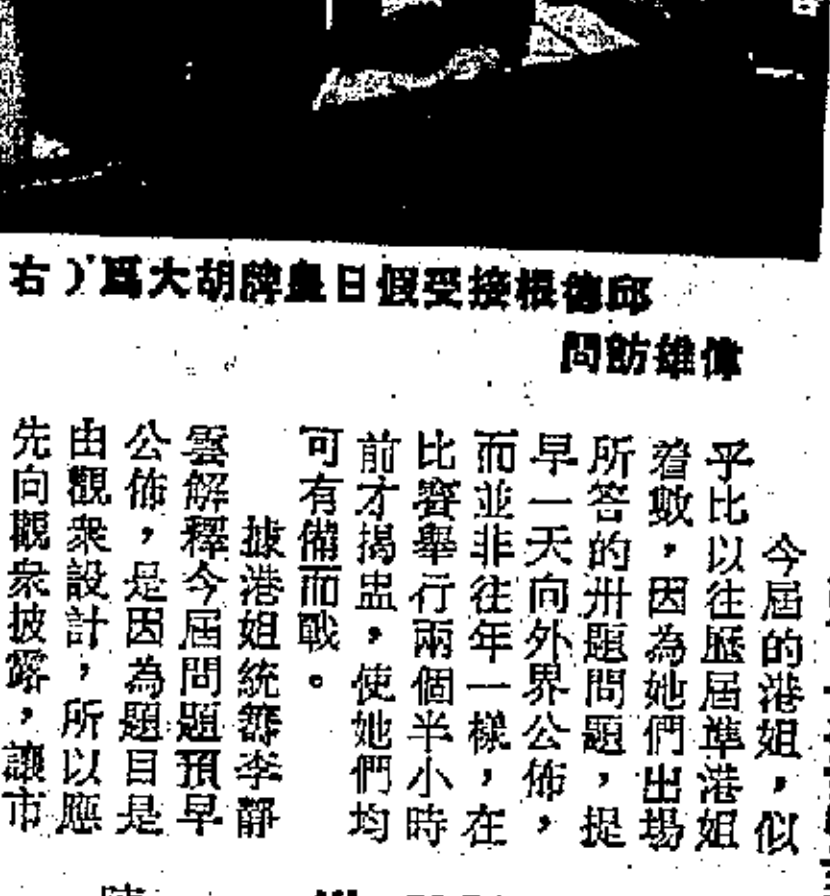 邱德根接受假日皇牌胡大爲（右
偉雄訪問
今屆的港姐，似
乎比以往歷屆準港姐
着數，因為她們出場
所答的卅題問題，提
早一天向外界公佈，
而並非往年一樣，在
比賽舉行兩個半小時
前才揭盅，使她們均
可有備而戰。
據港姐統籌李靜
雲解釋今屆問題預早
公佈，是因為題目是
由觀衆設計，所以應
先向觀衆披露，讓市